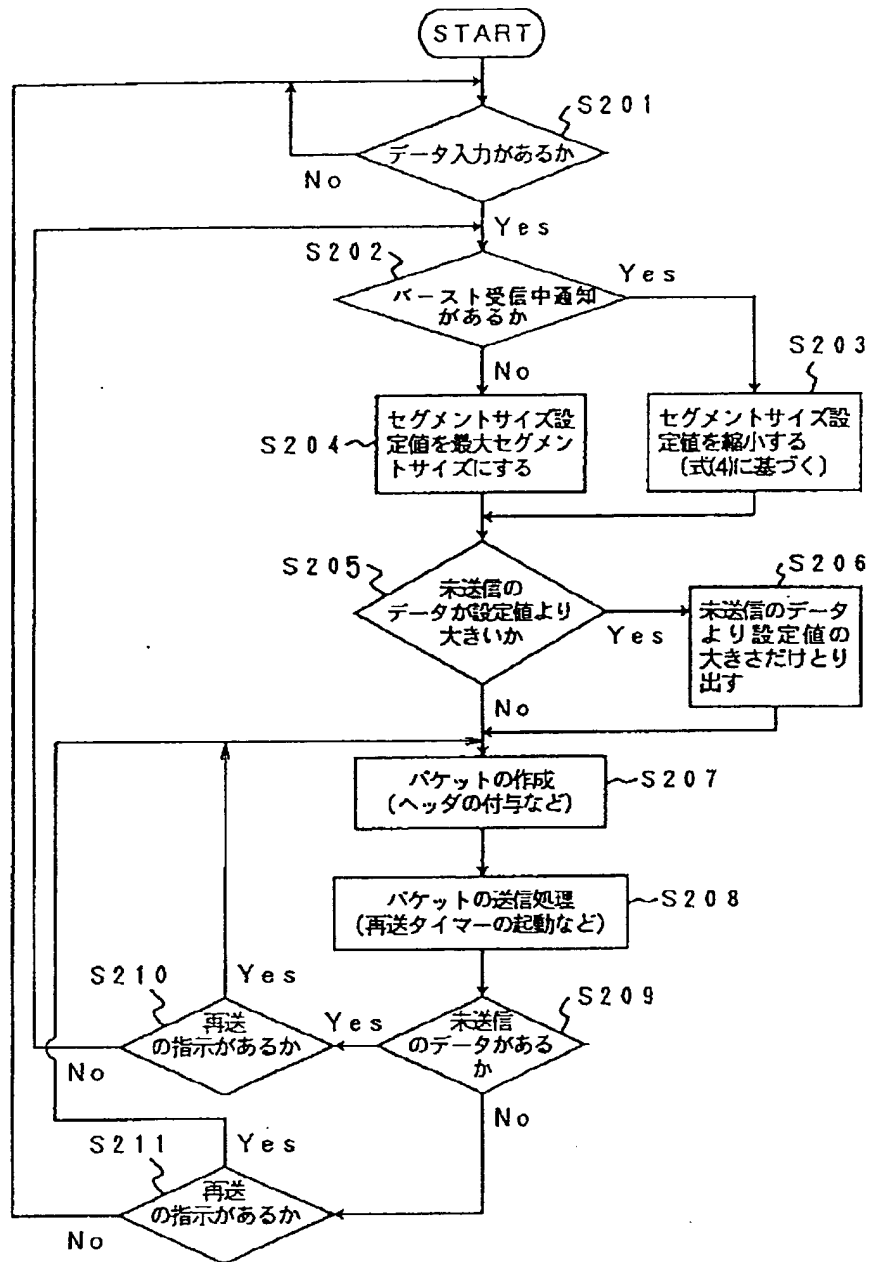 START
S201
データ入力があるか
No
Yes
S202
バースト受信中通知
があるか
Yes
No
S203
セグメントサイズ設
定値を縮小する
(式(4)に基づく)
S204
セグメントサイズ設
定値を最大セグメン
トサイズにする
S205
未送信の
データが設定値より
大きいか
Yes
No
S206
未送信のデータ
より設定値の
大きさだけとり
出す
パケットの作成
(ヘッダの付与など)
S207
パケットの送信処理
(再送タイマーの起動など)
S208
S209
未送信
のデータがある
か
Yes
No
S210
再送
の指示があるか
Yes
No
S211
再送
の指示があるか
Yes
No